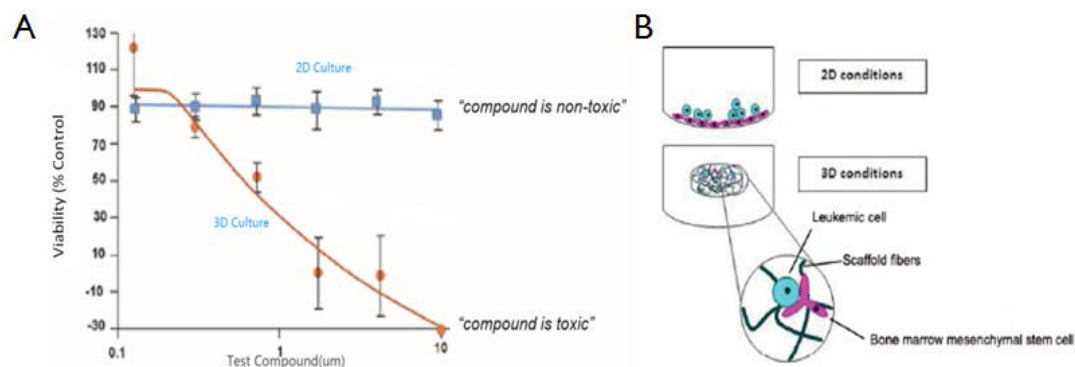 A
130
110
90
70
50
30
10
-10
-30
0.1
1
10
Viability (% Control
Test Compound(um)
2D Culture
3D Culture
"compound is non-toxic"
"compound is toxic"
B
2D conditions
3D conditions
Leukemic cell
Scaffold fibers
Bone marrow mesenchymal stem cell